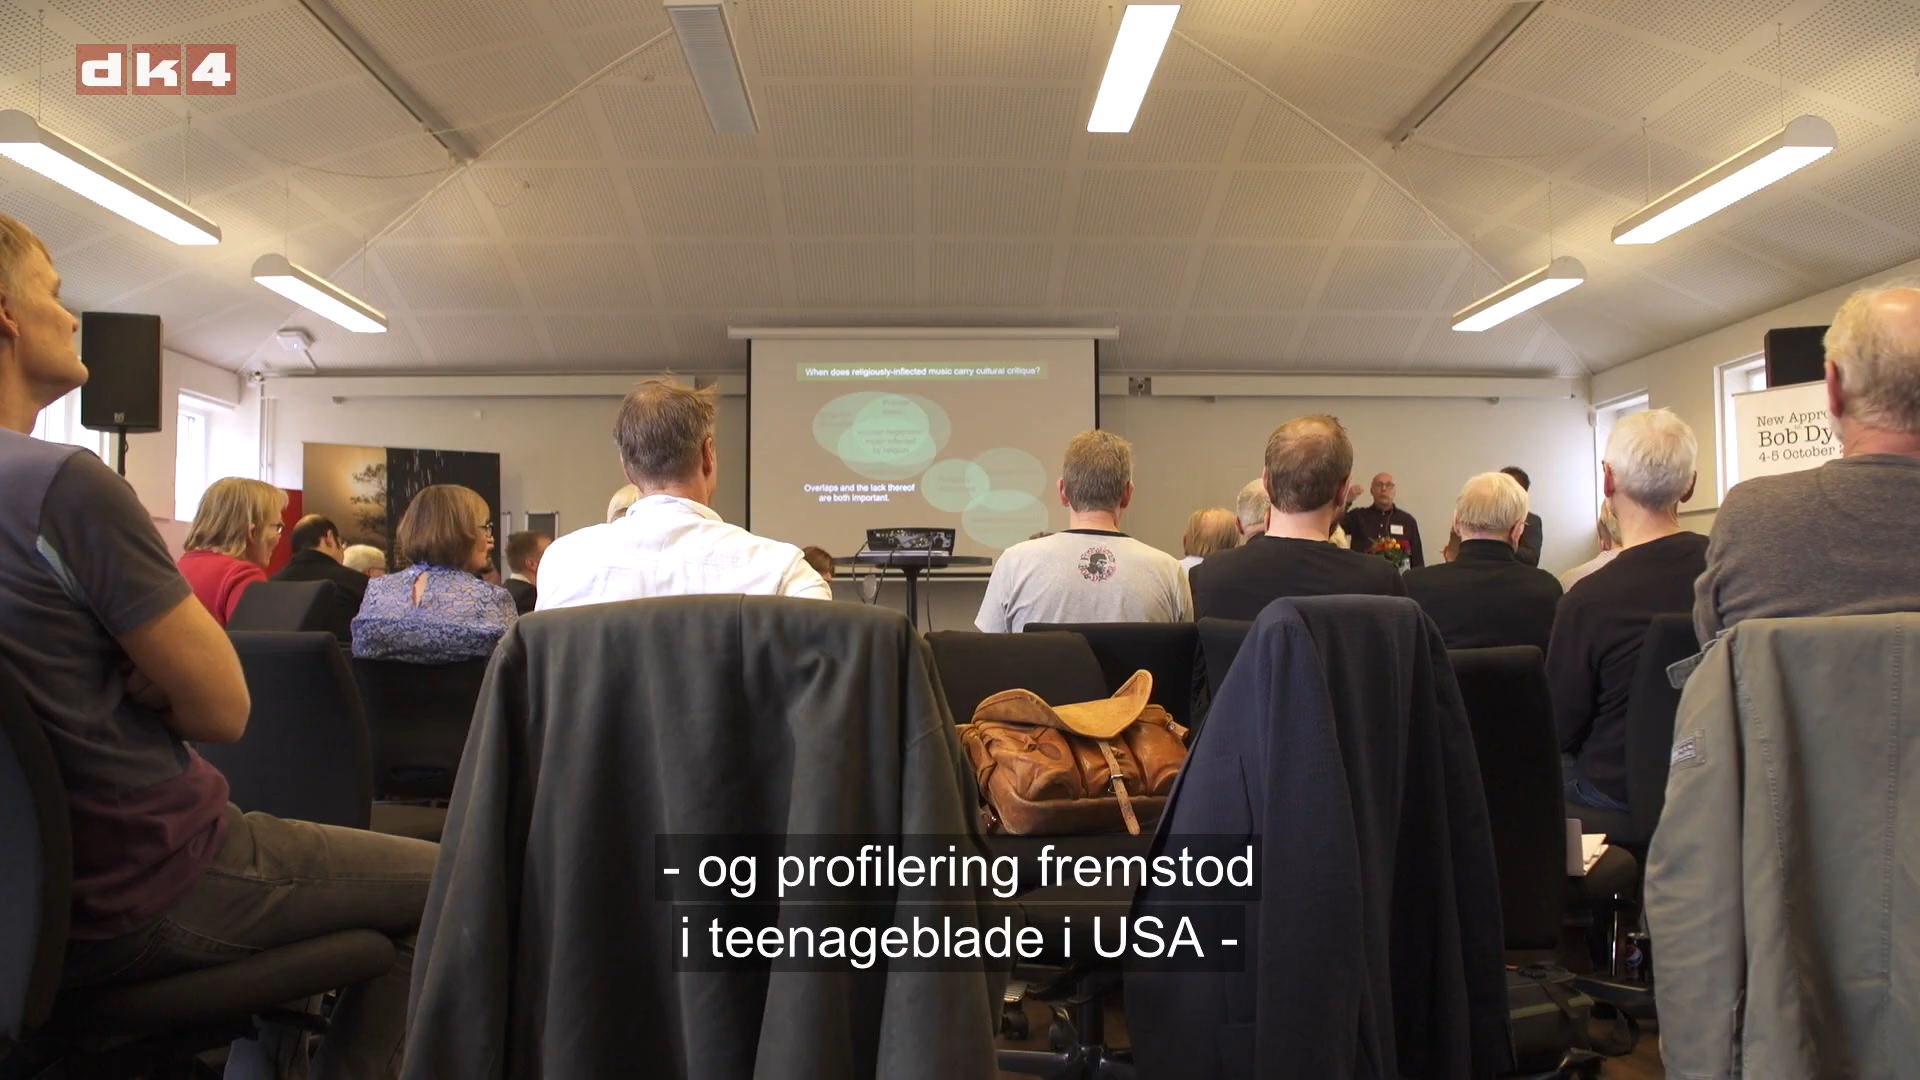 dk4
When does religiously-inflected music carry cultural critique?
Overlaps and the lack thereof
are both important.
New Appro
Bob Dy
4-5 October
- og profilering fremstod
i teenageblade i USA -